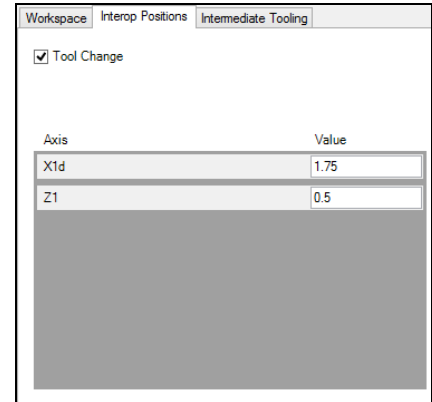 Workspace Interop Positions Intermediate Tooling
Tool Change
Axis Value
X1d 1.75
Z1 0.5